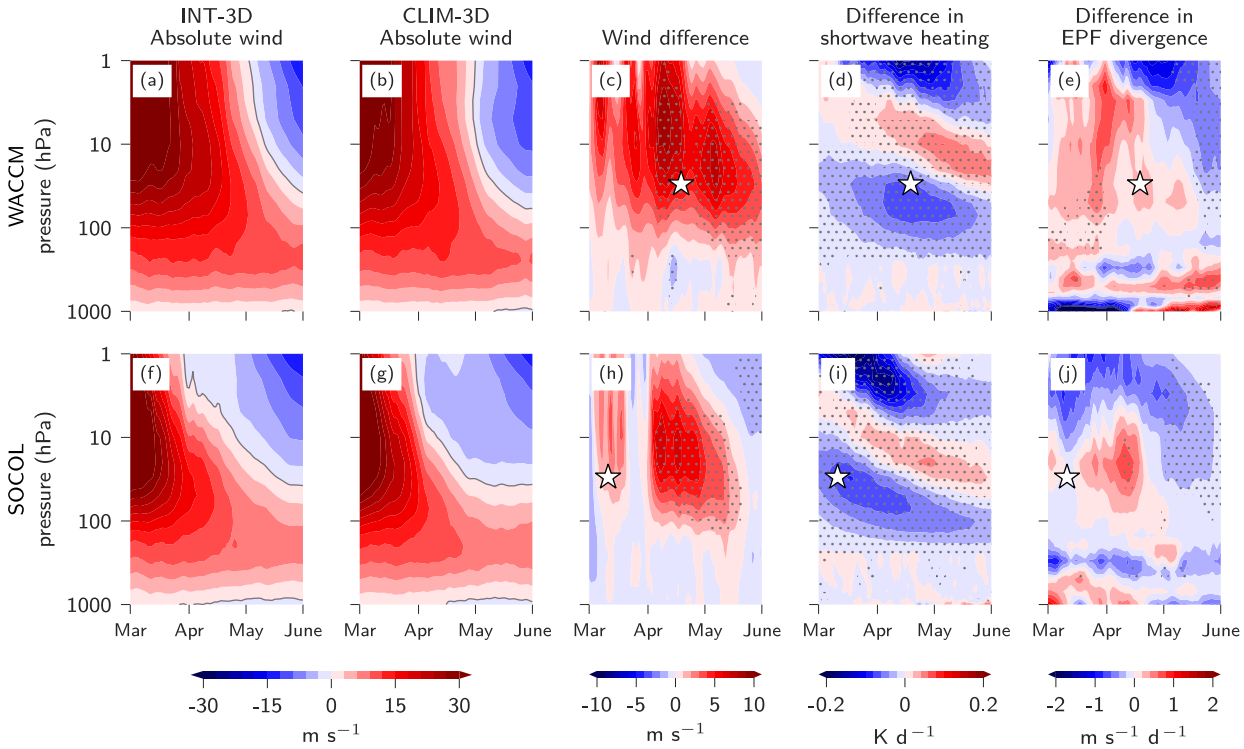 INT-3D CLIM-3D Difference in Difference in
Absolute wind Absolute wind Wind difference shortwave heating EPF divergence
WACCM
pressure (hPa)
1
10
100
1000
(a) (b) (c) (d) (e)
SOCOL
pressure (hPa)
1
10
100
1000
(f) (g) (h) (i) (j)
Mar Apr May June Mar Apr May June Mar Apr May June Mar Apr May June Mar Apr May June
-30 -15 0 15 30 -10 -5 0 5 10 -0.2 0 0.2 -2 -1 0 1 2
m s⁻¹ m s⁻¹ K d⁻¹ m s⁻¹ d⁻¹